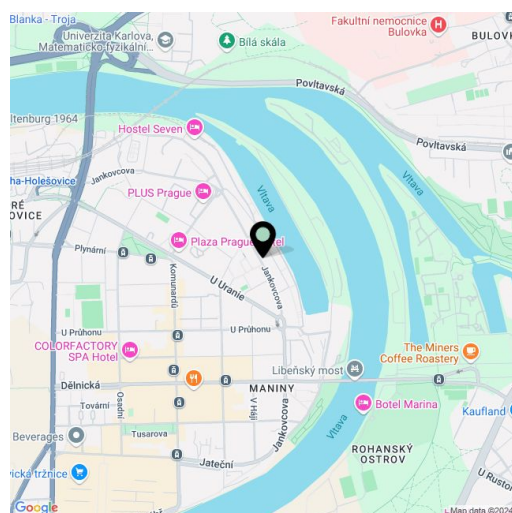 Blanka - Troja
Univerzita Karlova,
Matematicko-fyzikální...
Bílá skála
Fakultní nemocnice
Bulovka
BULOVK
Povltavská
Povltavská
ltenburg 1964
Hostel Seven
Jankovcova
Vltava
Vltava
ha-Holešovice
PLUS Prague
RÉ
OVICE
Plynární
Plaza Prague Hotel
Komunardů
U Uranie
Jankovcova
U Průhonu
U Průhonu
COLORFACTORY
SPA Hotel
The Miners
Coffee Roastery
Libeňský most
Dělnická
MANINY
Osadní
Tovární
V Háji
Jankovcova
Botel Marina
Kaufland
Vltava
Tusarova
Beverages
Jateční
ROHANSKÝ
OSTROV
U Rustor
vická tržnice
Google
Map data ©2024